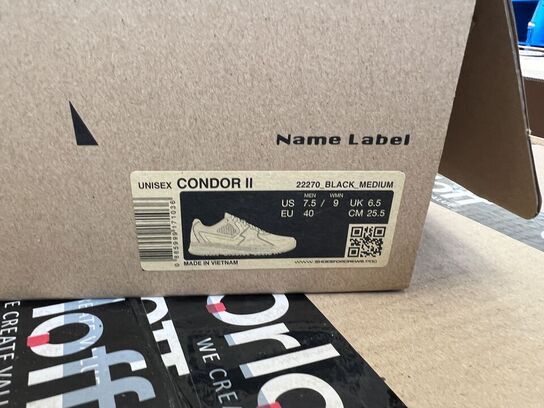 Name Label
UNISEX CONDOR II
22270_BLACK_MEDIUM
MEN WMN
US 7.5 / 9 UK 6.5
EU 40 CM 25.5
MADE IN VIETNAM
orloff
WE CREATE